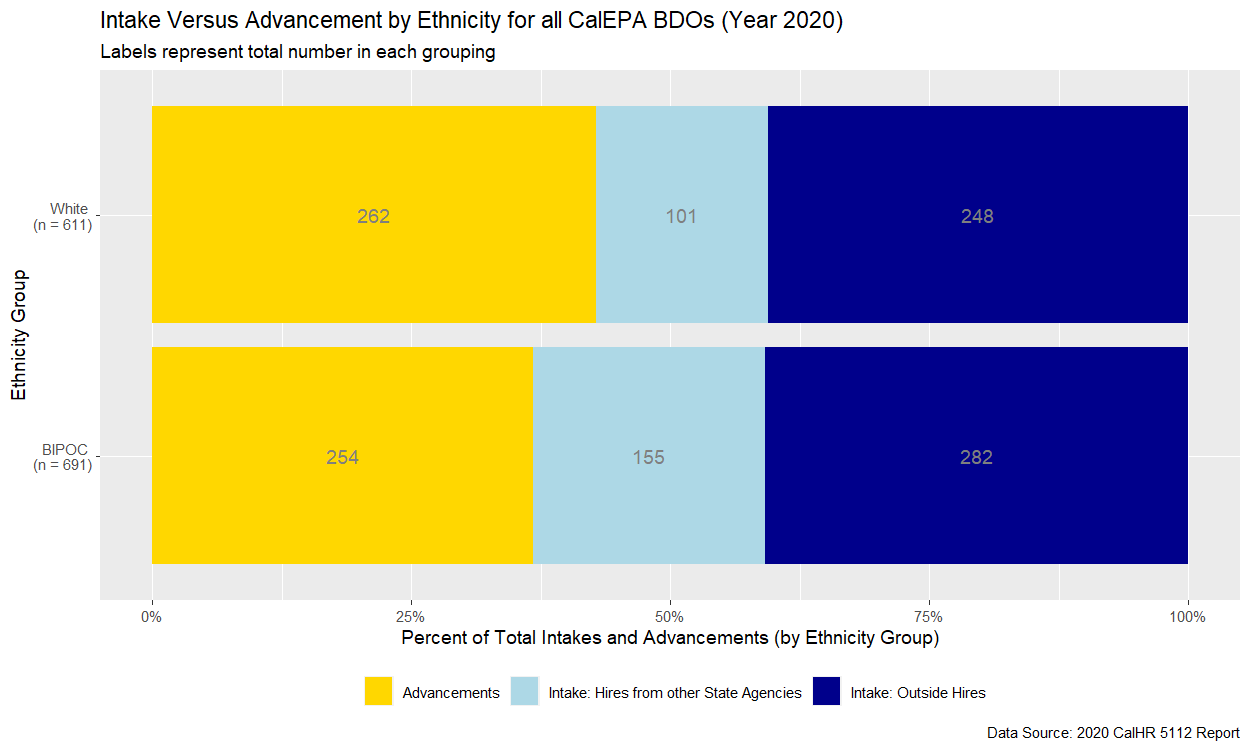 Intake Versus Advancement by Ethnicity for all CalEPA BDOs (Year 2020)
Labels represent total number in each grouping
Ethnicity Group
White
(n = 611)
262
101
248
BIPOC
(n = 691)
254
155
282
0%
25%
50%
75%
100%
Percent of Total Intakes and Advancements (by Ethnicity Group)
Advancements
Intake: Hires from other State Agencies
Intake: Outside Hires
Data Source: 2020 CalHR 5112 Report